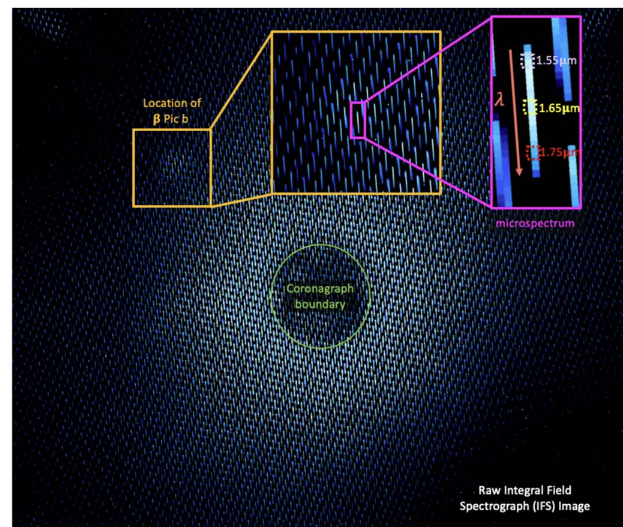 Location of
β Pic b
1.55μm
λ
1.65μm
1.75μm
microspectrum
Coronagraph
boundary
Raw Integral Field
Spectrograph (IFS) Image